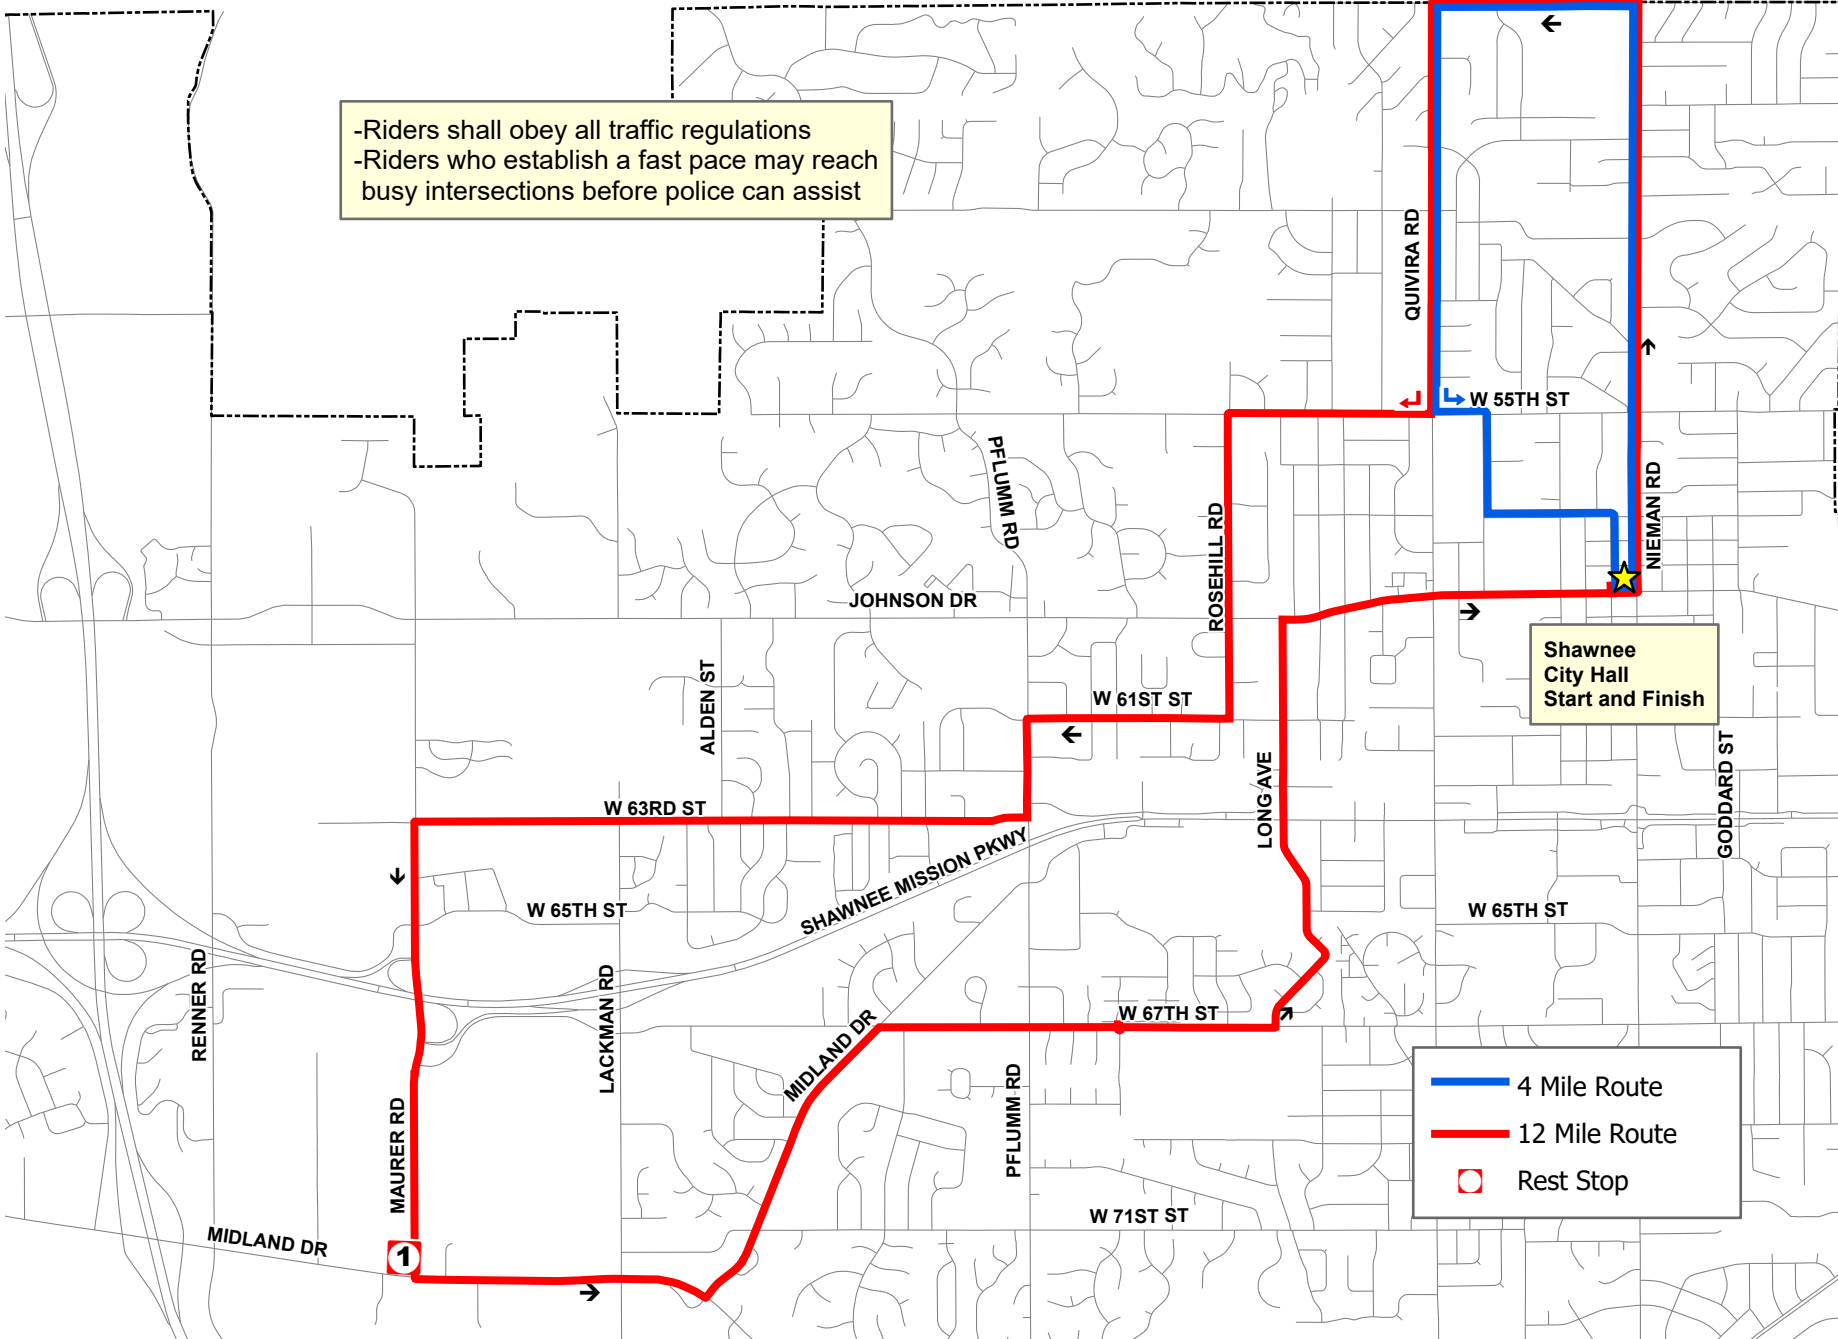 -Riders shall obey all traffic regulations
-Riders who establish a fast pace may reach
busy intersections before police can assist
QUIVIRA RD
W 55TH ST
PFLUMM RD
NIEMAN RD
ROSEHILL RD
JOHNSON DR
Shawnee
City Hall
Start and Finish
ALDEN ST
W 61ST ST
LONG AVE
GODDARD ST
W 63RD ST
SHAWNEE MISSION PKWY
W 65TH ST
W 65TH ST
RENNER RD
LACKMAN RD
MIDLAND DR
W 67TH ST
PFLUMM RD
MAURER RD
4 Mile Route
12 Mile Route
Rest Stop
W 71ST ST
MIDLAND DR
1